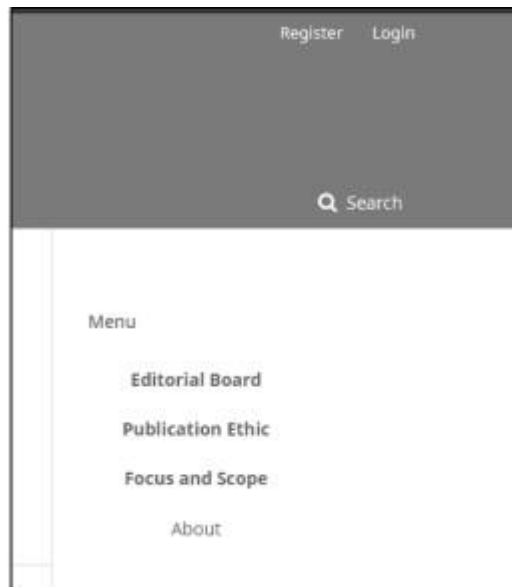 Register Login
Search
Menu
Editorial Board
Publication Ethic
Focus and Scope
About